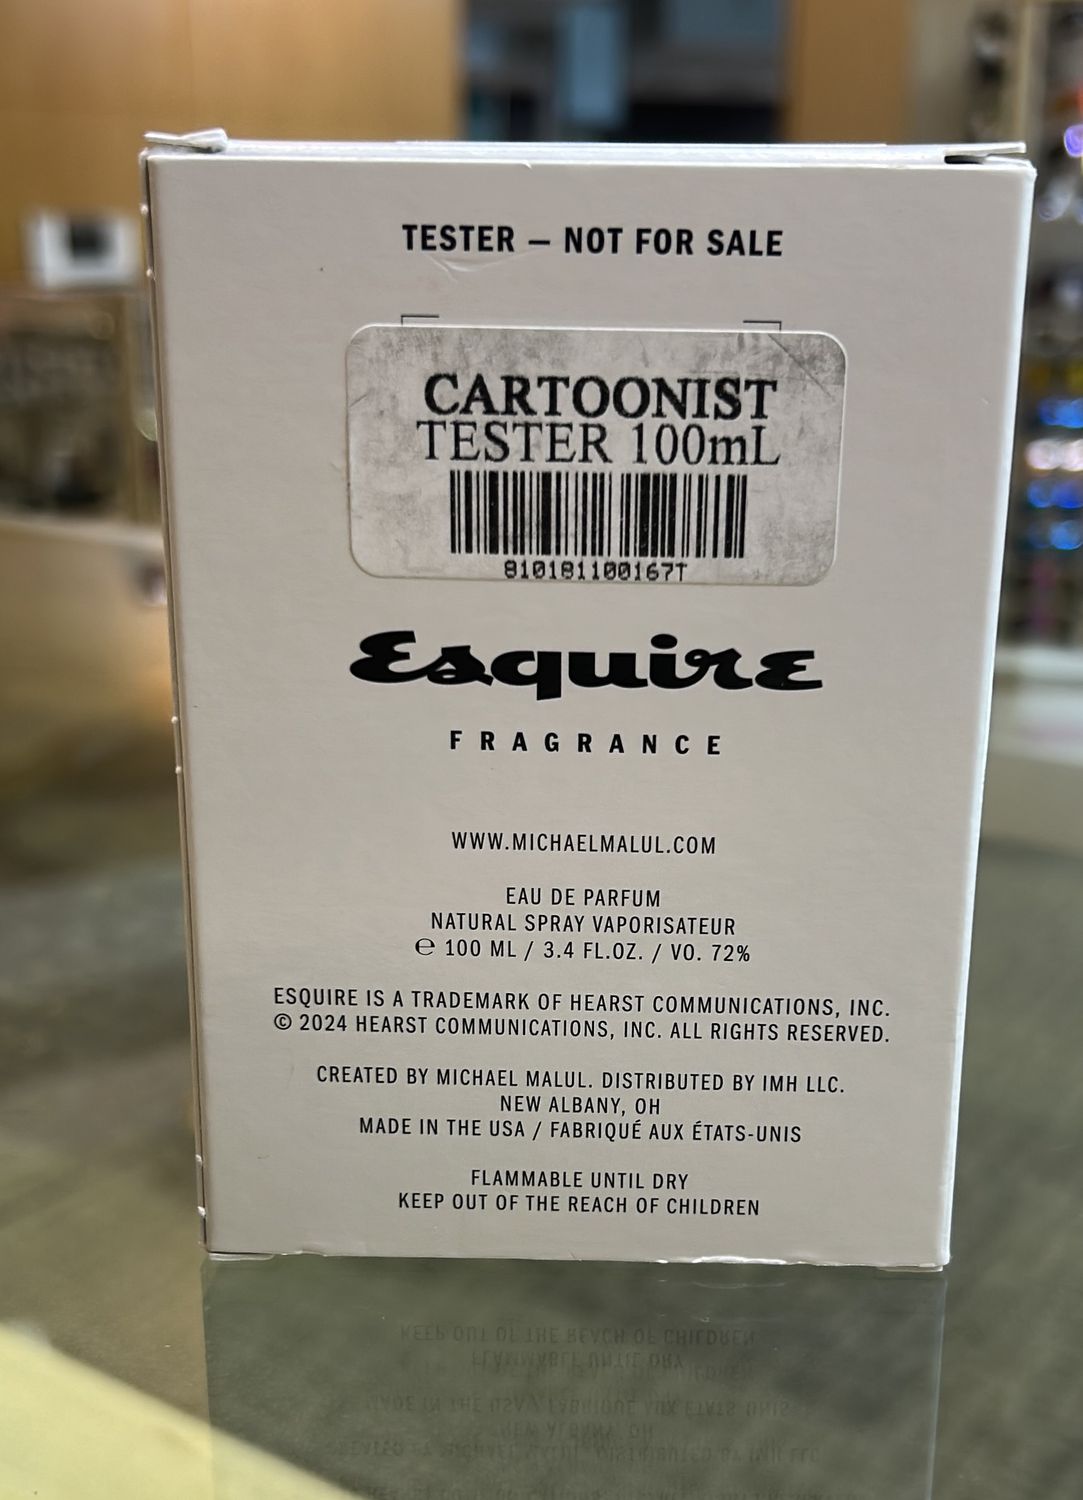 TESTER – NOT FOR SALE
CARTOONIST
TESTER 100mL
810181100167T
Esquire
FRAGRANCE
WWW.MICHAELMALUL.COM
EAU DE PARFUM
NATURAL SPRAY VAPORISATEUR
℮ 100 ML / 3.4 FL.OZ. / VO. 72%
ESQUIRE IS A TRADEMARK OF HEARST COMMUNICATIONS, INC.
© 2024 HEARST COMMUNICATIONS, INC. ALL RIGHTS RESERVED.
CREATED BY MICHAEL MALUL. DISTRIBUTED BY IMH LLC.
NEW ALBANY, OH
MADE IN THE USA / FABRIQUÉ AUX ÉTATS-UNIS
FLAMMABLE UNTIL DRY
KEEP OUT OF THE REACH OF CHILDREN